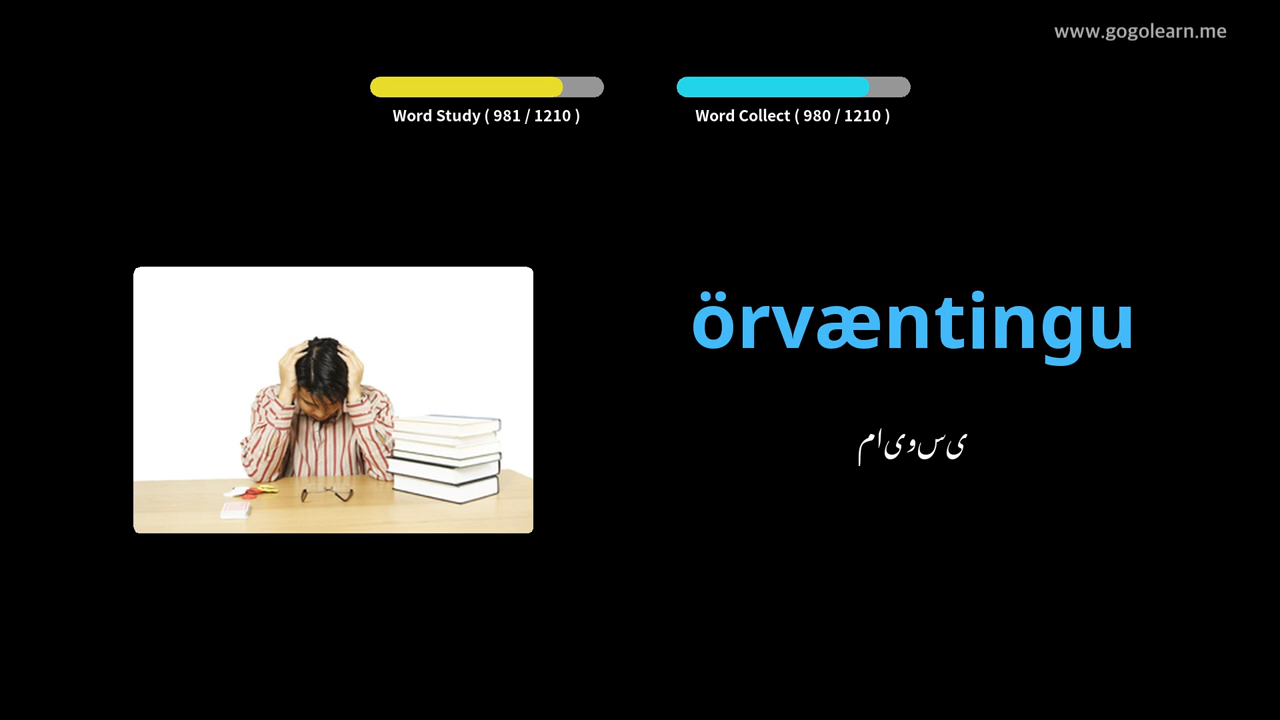 www.gogolearn.me
Word Study ( 981 / 1210 )
Word Collect ( 980 / 1210 )
örvæntingu
مایوسی